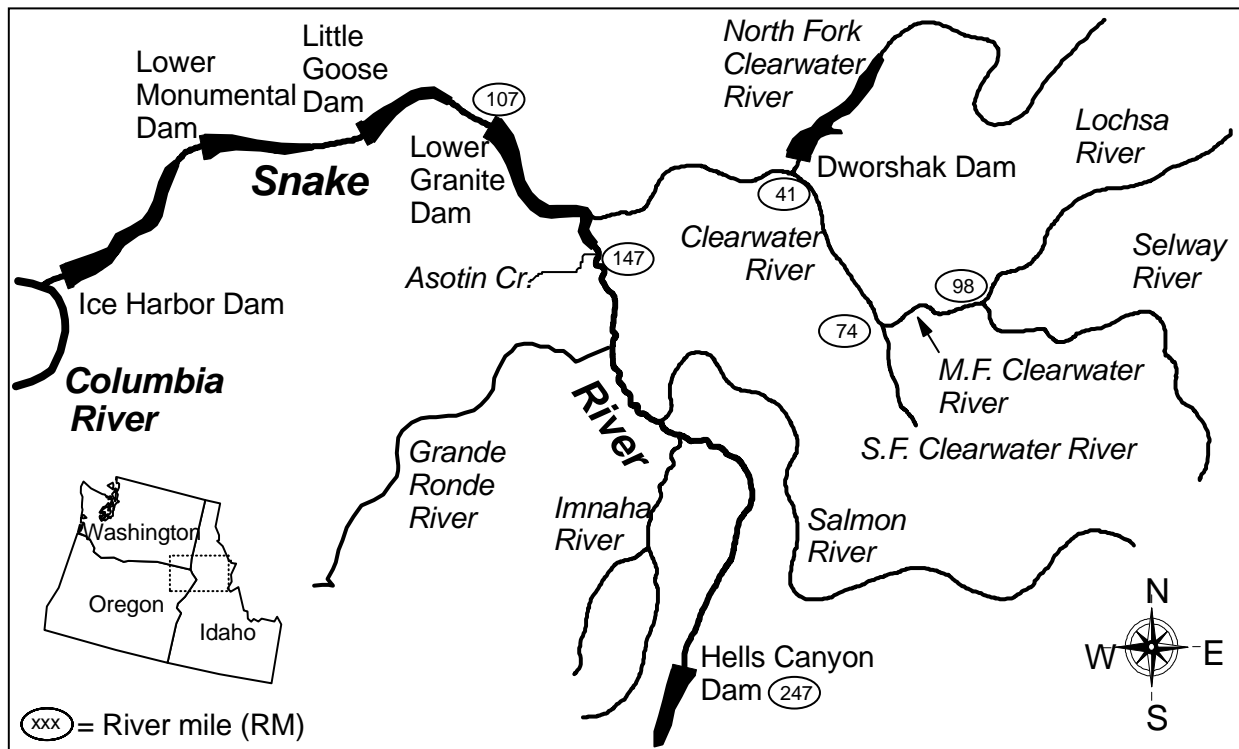 Little
Goose
Dam
Lower
Monumental
Dam
107
Snake
Lower
Granite
Dam
North Fork
Clearwater
River
Lochsa
River
Dworshak Dam
41
Clearwater
River
Selway
River
98
Asotin Cr.
147
Ice Harbor Dam
74
M.F. Clearwater
River
Columbia
River
River
S.F. Clearwater River
Grande
Ronde
River
Imnaha
River
Salmon
River
Washington
Oregon
Idaho
Hells Canyon
Dam 247
N
W E
S
xxx = River mile (RM)